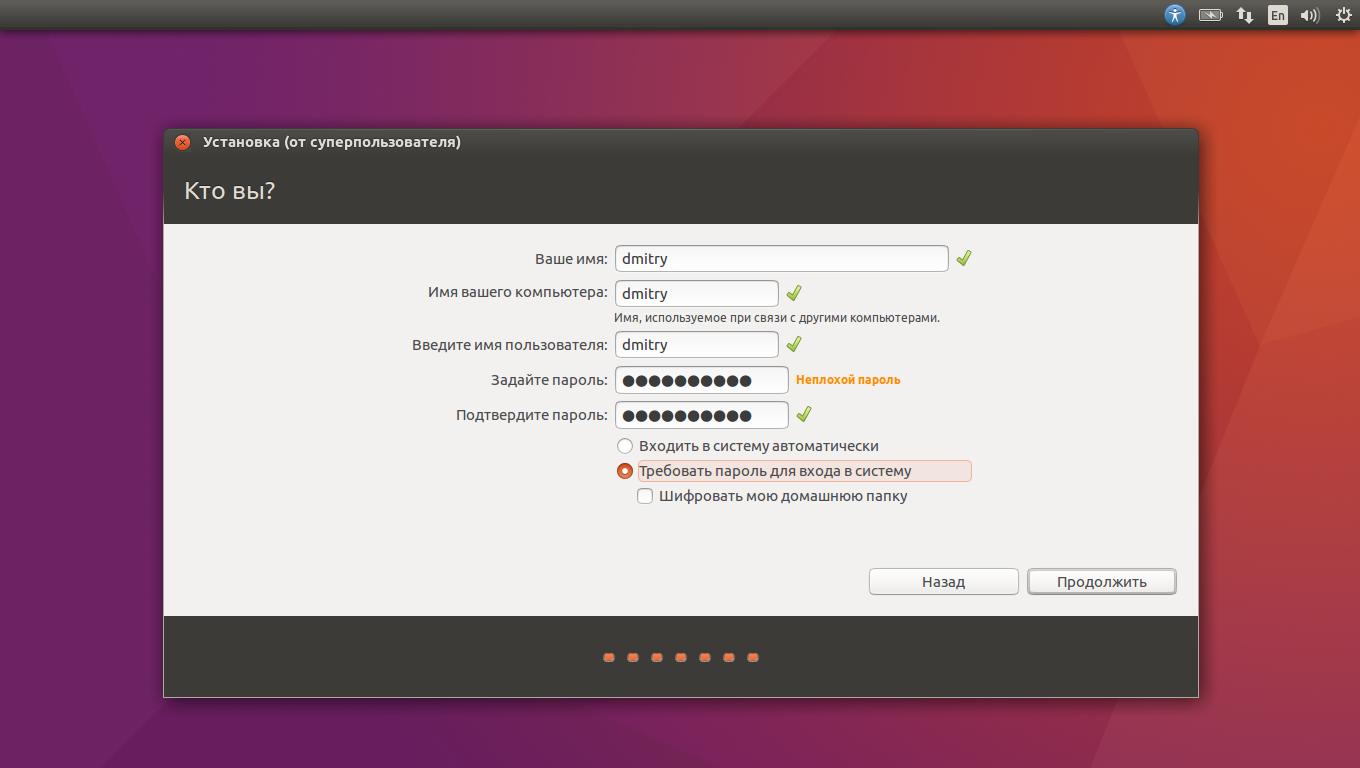 En
Установка (от суперпользователя)
Кто вы?
Ваше имя: dmitry
Имя вашего компьютера: dmitry
Имя, используемое при связи с другими компьютерами.
Введите имя пользователя: dmitry
Задайте пароль: ●●●●●●●●●● Неплохой пароль
Подтвердите пароль: ●●●●●●●●●●
Входить в систему автоматически
Требовать пароль для входа в систему
Шифровать мою домашнюю папку
Назад Продолжить